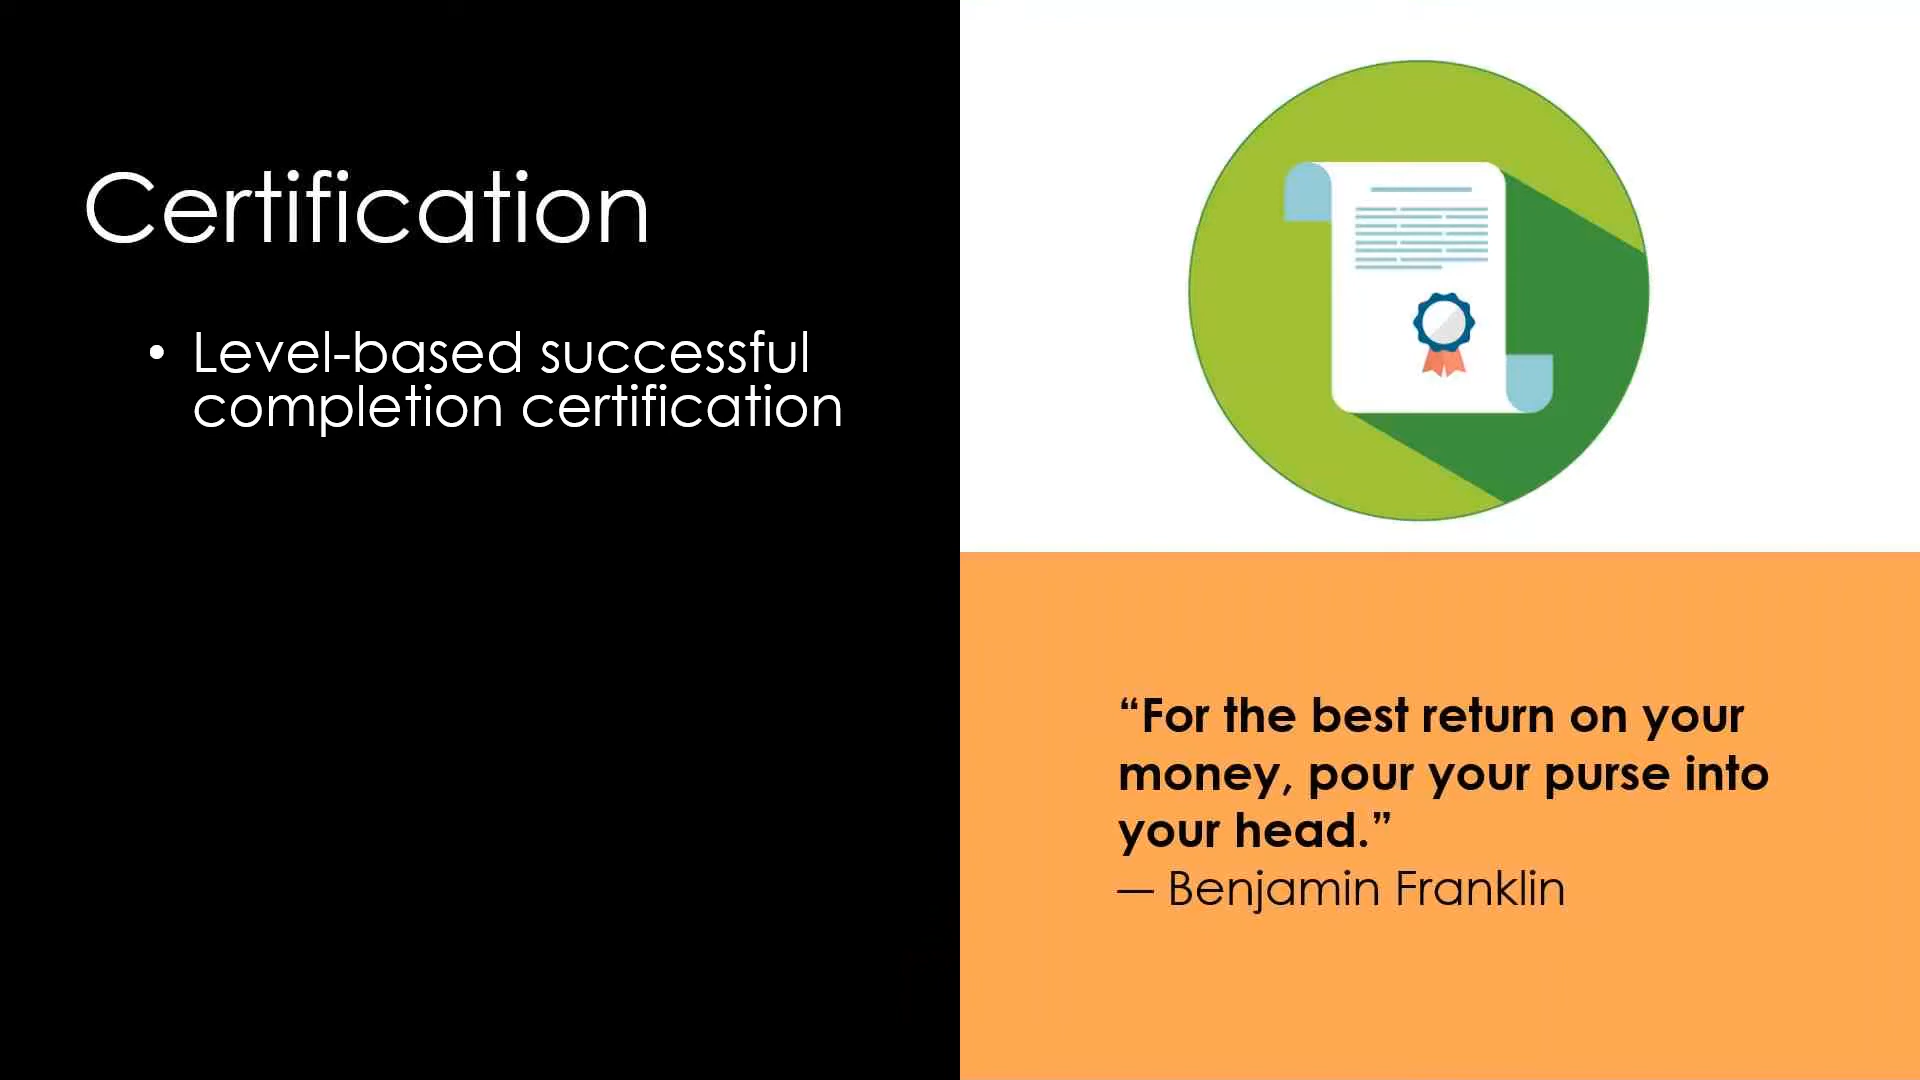 Certification
• Level-based successful
completion certification
“For the best return on your
money, pour your purse into
your head.”
— Benjamin Franklin